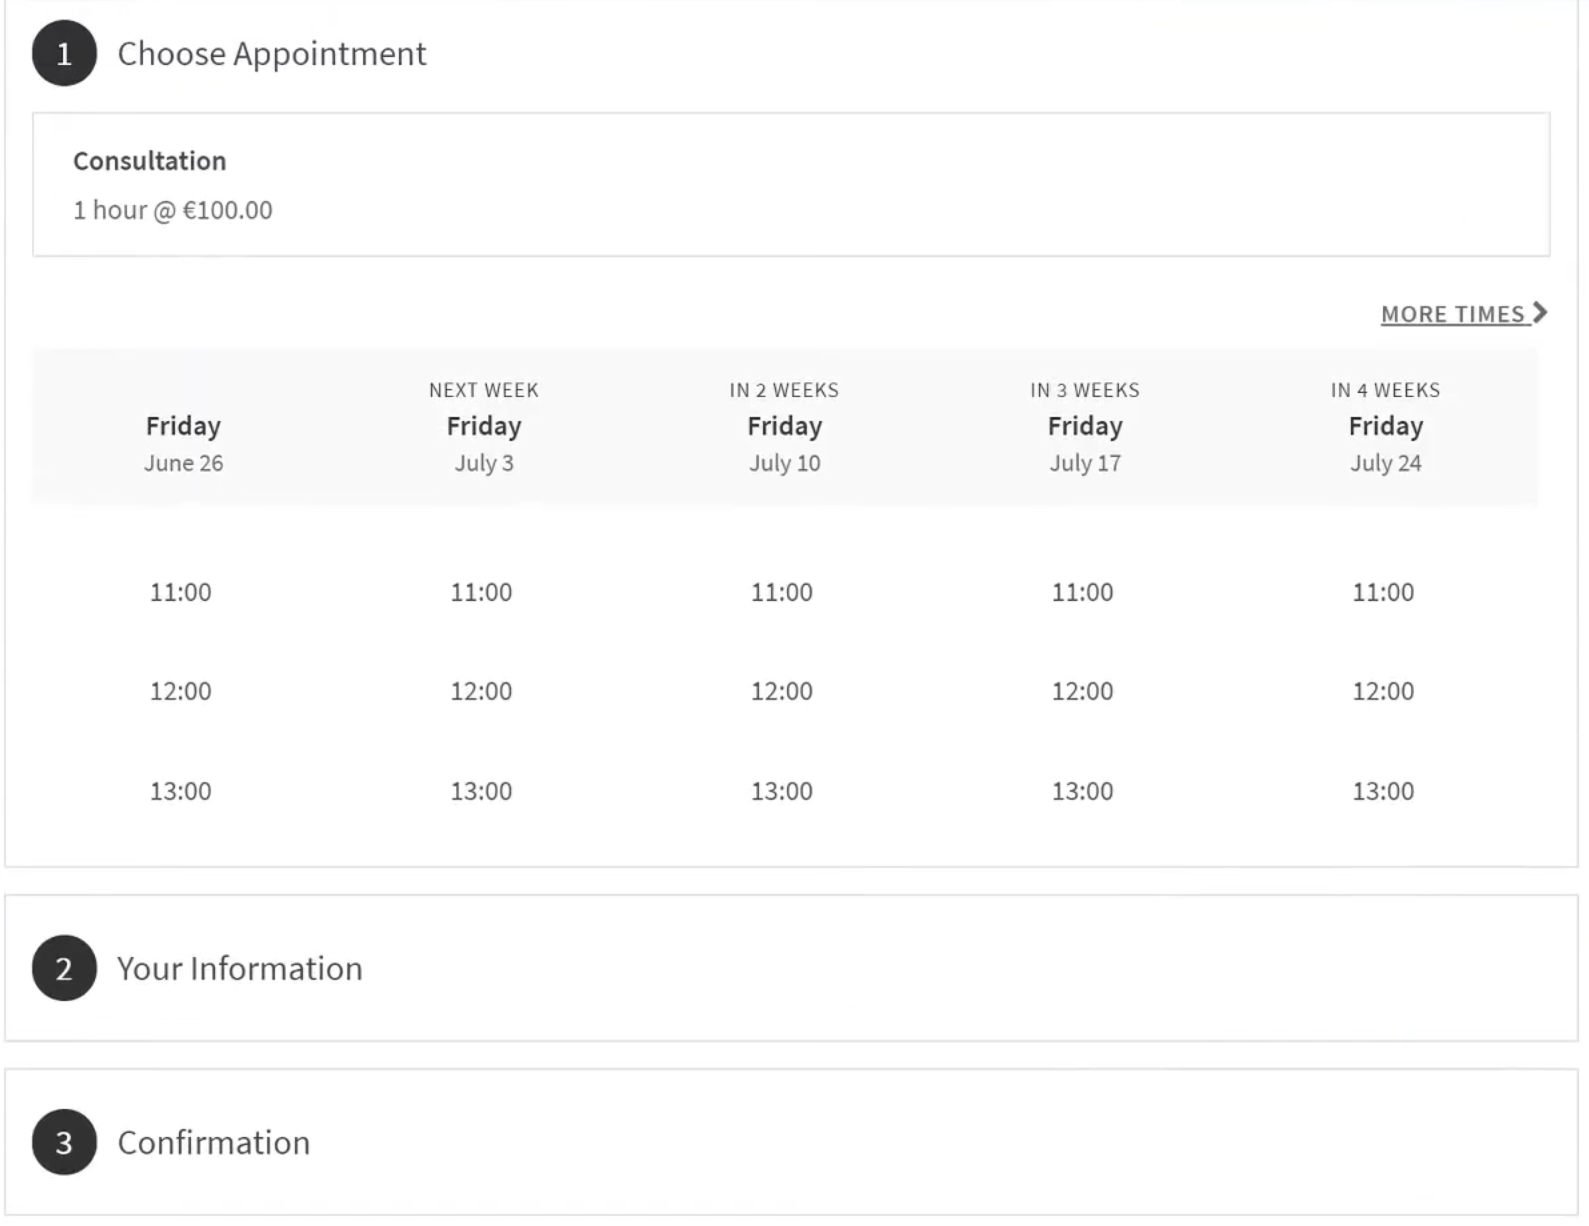 1 Choose Appointment
Consultation
1 hour @ €100.00
MORE TIMES
NEXT WEEK IN 2 WEEKS IN 3 WEEKS IN 4 WEEKS
Friday Friday Friday Friday Friday
June 26 July 3 July 10 July 17 July 24
11:00 11:00 11:00 11:00 11:00
12:00 12:00 12:00 12:00 12:00
13:00 13:00 13:00 13:00 13:00
2 Your Information
3 Confirmation